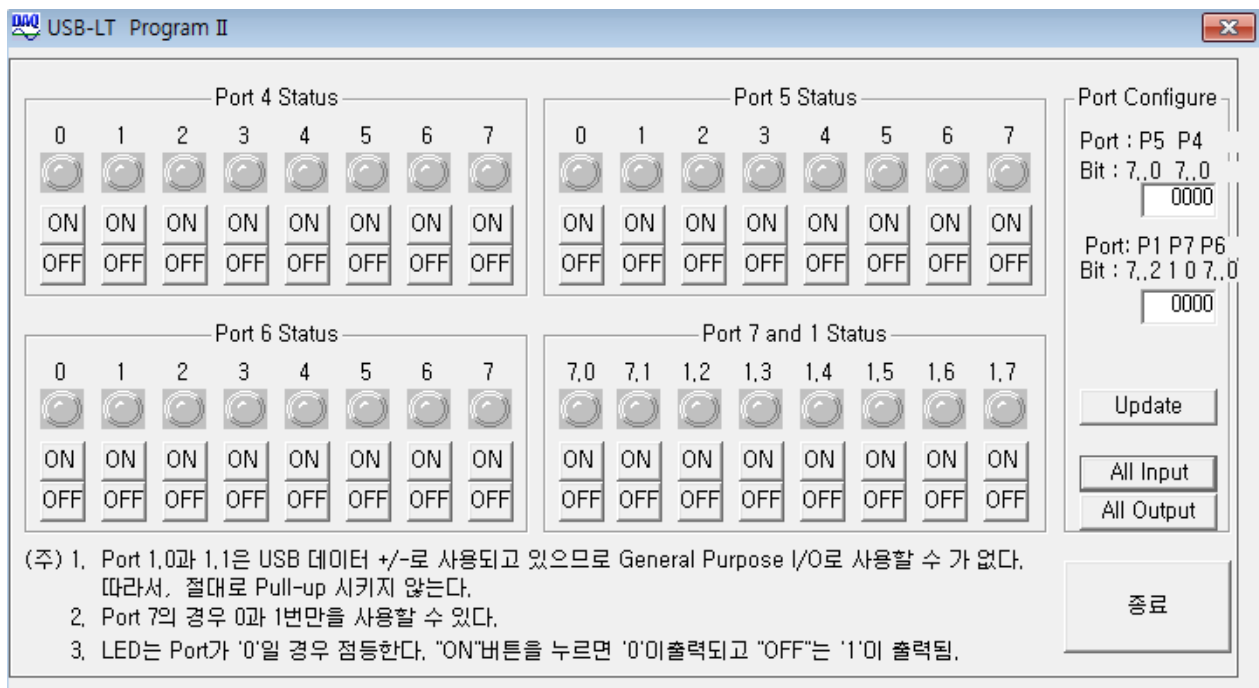 DAQ USB-LT Program II
Port 4 Status
0 1 2 3 4 5 6 7
ON ON ON ON ON ON ON ON
OFF OFF OFF OFF OFF OFF OFF OFF
Port 5 Status
0 1 2 3 4 5 6 7
ON ON ON ON ON ON ON ON
OFF OFF OFF OFF OFF OFF OFF OFF
Port 6 Status
0 1 2 3 4 5 6 7
ON ON ON ON ON ON ON ON
OFF OFF OFF OFF OFF OFF OFF OFF
Port 7 and 1 Status
7.0 7.1 1.2 1.3 1.4 1.5 1.6 1.7
ON ON ON ON ON ON ON ON
OFF OFF OFF OFF OFF OFF OFF OFF
Port Configure
Port : P5 P4
Bit : 7..0 7..0
0000
Port: P1 P7 P6
Bit : 7..2 1 0 7..0
0000
Update
All Input
All Output
종료
(주) 1. Port 1.0과 1.1은 USB 데이터 +/-로 사용되고 있으므로 General Purpose I/O로 사용할 수 가 없다.
따라서, 절대로 Pull-up 시키지 않는다.
2. Port 7의 경우 0과 1번만을 사용할 수 있다.
3. LED는 Port가 '0'일 경우 점등한다. "ON"버튼을 누르면 '0'이출력되고 "OFF"는 '1'이 출력됨.